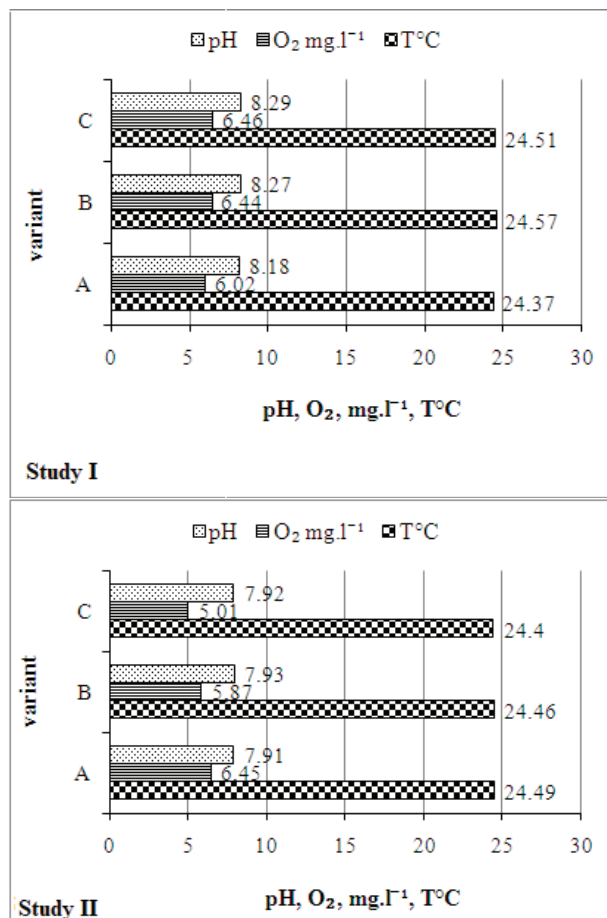 pH O₂ mg.l⁻¹ T°C
variant
C
8.29
6.46
24.51
B
8.27
6.44
24.57
A
8.18
6.02
24.37
0 5 10 15 20 25 30
pH, O₂, mg.l⁻¹, T°C
Study I
pH O₂ mg.l⁻¹ T°C
variant
C
7.92
5.01
24.4
B
7.93
5.87
24.46
A
7.91
6.45
24.49
0 5 10 15 20 25 30
pH, O₂, mg.l⁻¹, T°C
Study II